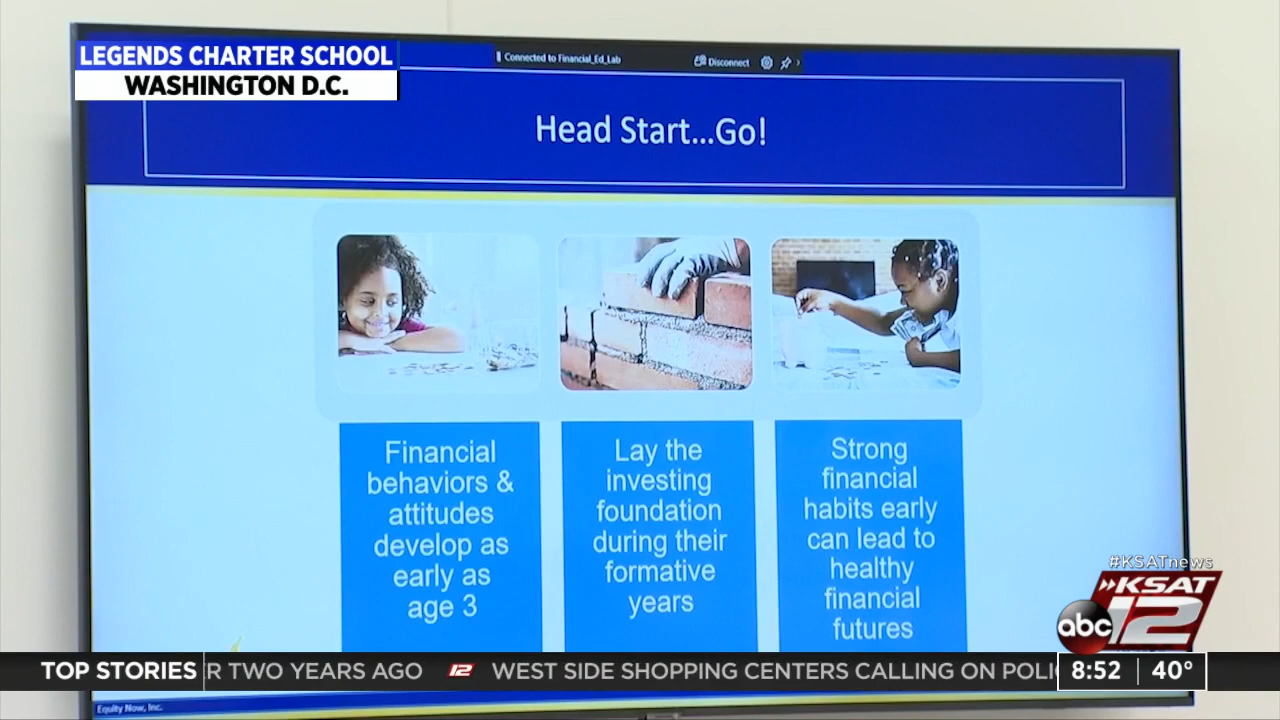 LEGENDS CHARTER SCHOOL
WASHINGTON D.C.
Connected to Financial_Ed_Lab
Disconnect
Head Start...Go!
Financial
behaviors &
attitudes
develop as
early as
age 3
Lay the
investing
foundation
during their
formative
years
Strong
financial
habits early
can lead to
healthy
financial
futures
#KSATnews
KSAT
12
abc
TOP STORIES
R TWO YEARS AGO 12 WEST SIDE SHOPPING CENTERS CALLING ON POLI
8:52 40°
Equity Now, Inc.